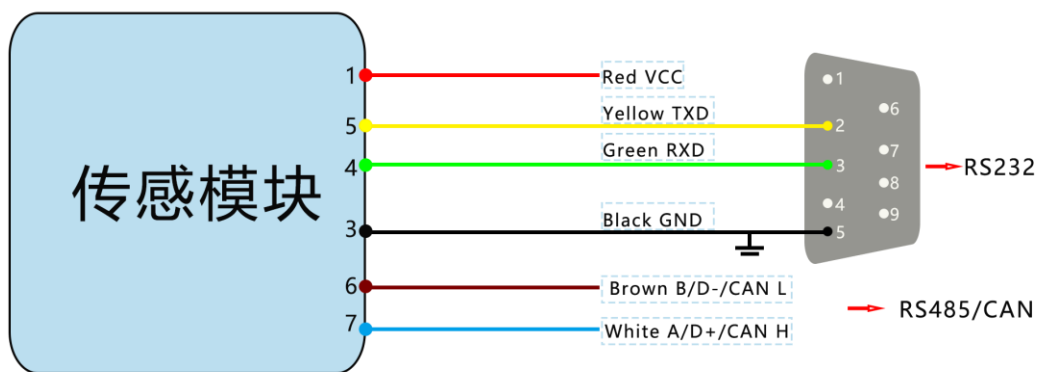 传感模块
1
5
4
3
6
7
Red VCC
Yellow TXD
Green RXD
Black GND
Brown B/D-/CAN L
White A/D+/CAN H
1
2
3
4
5
6
7
8
9
RS232
RS485/CAN